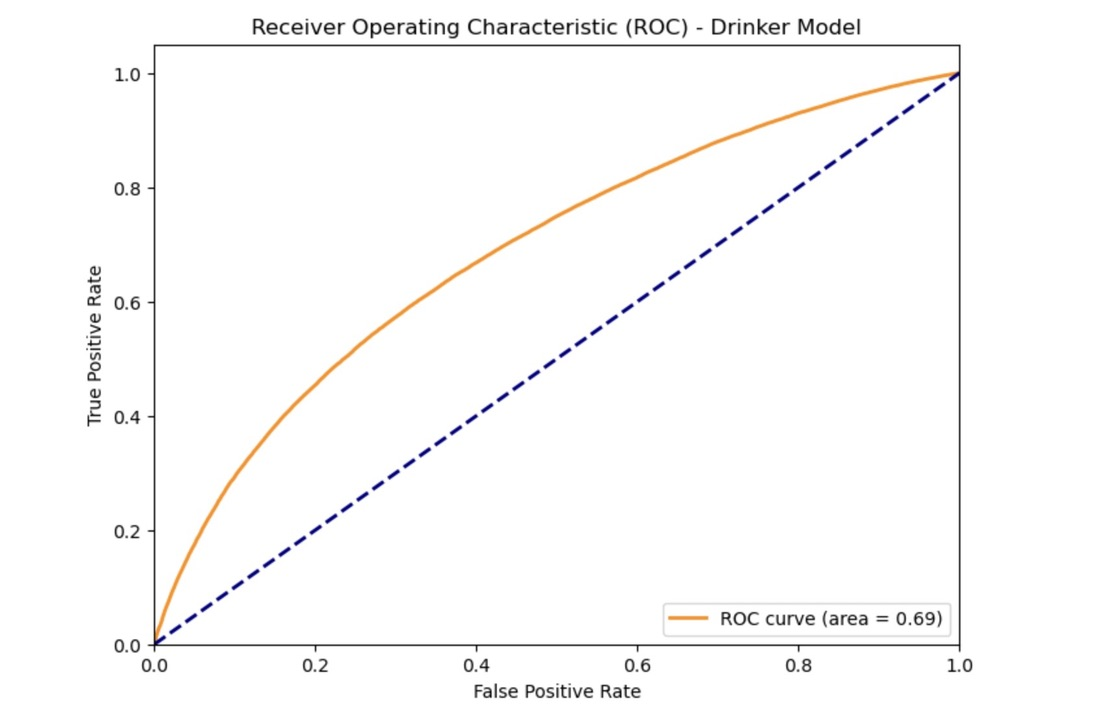 Receiver Operating Characteristic (ROC) - Drinker Model
1.0
0.8
0.6
0.4
0.2
0.0
True Positive Rate
0.0 0.2 0.4 0.6 0.8 1.0
False Positive Rate
ROC curve (area = 0.69)